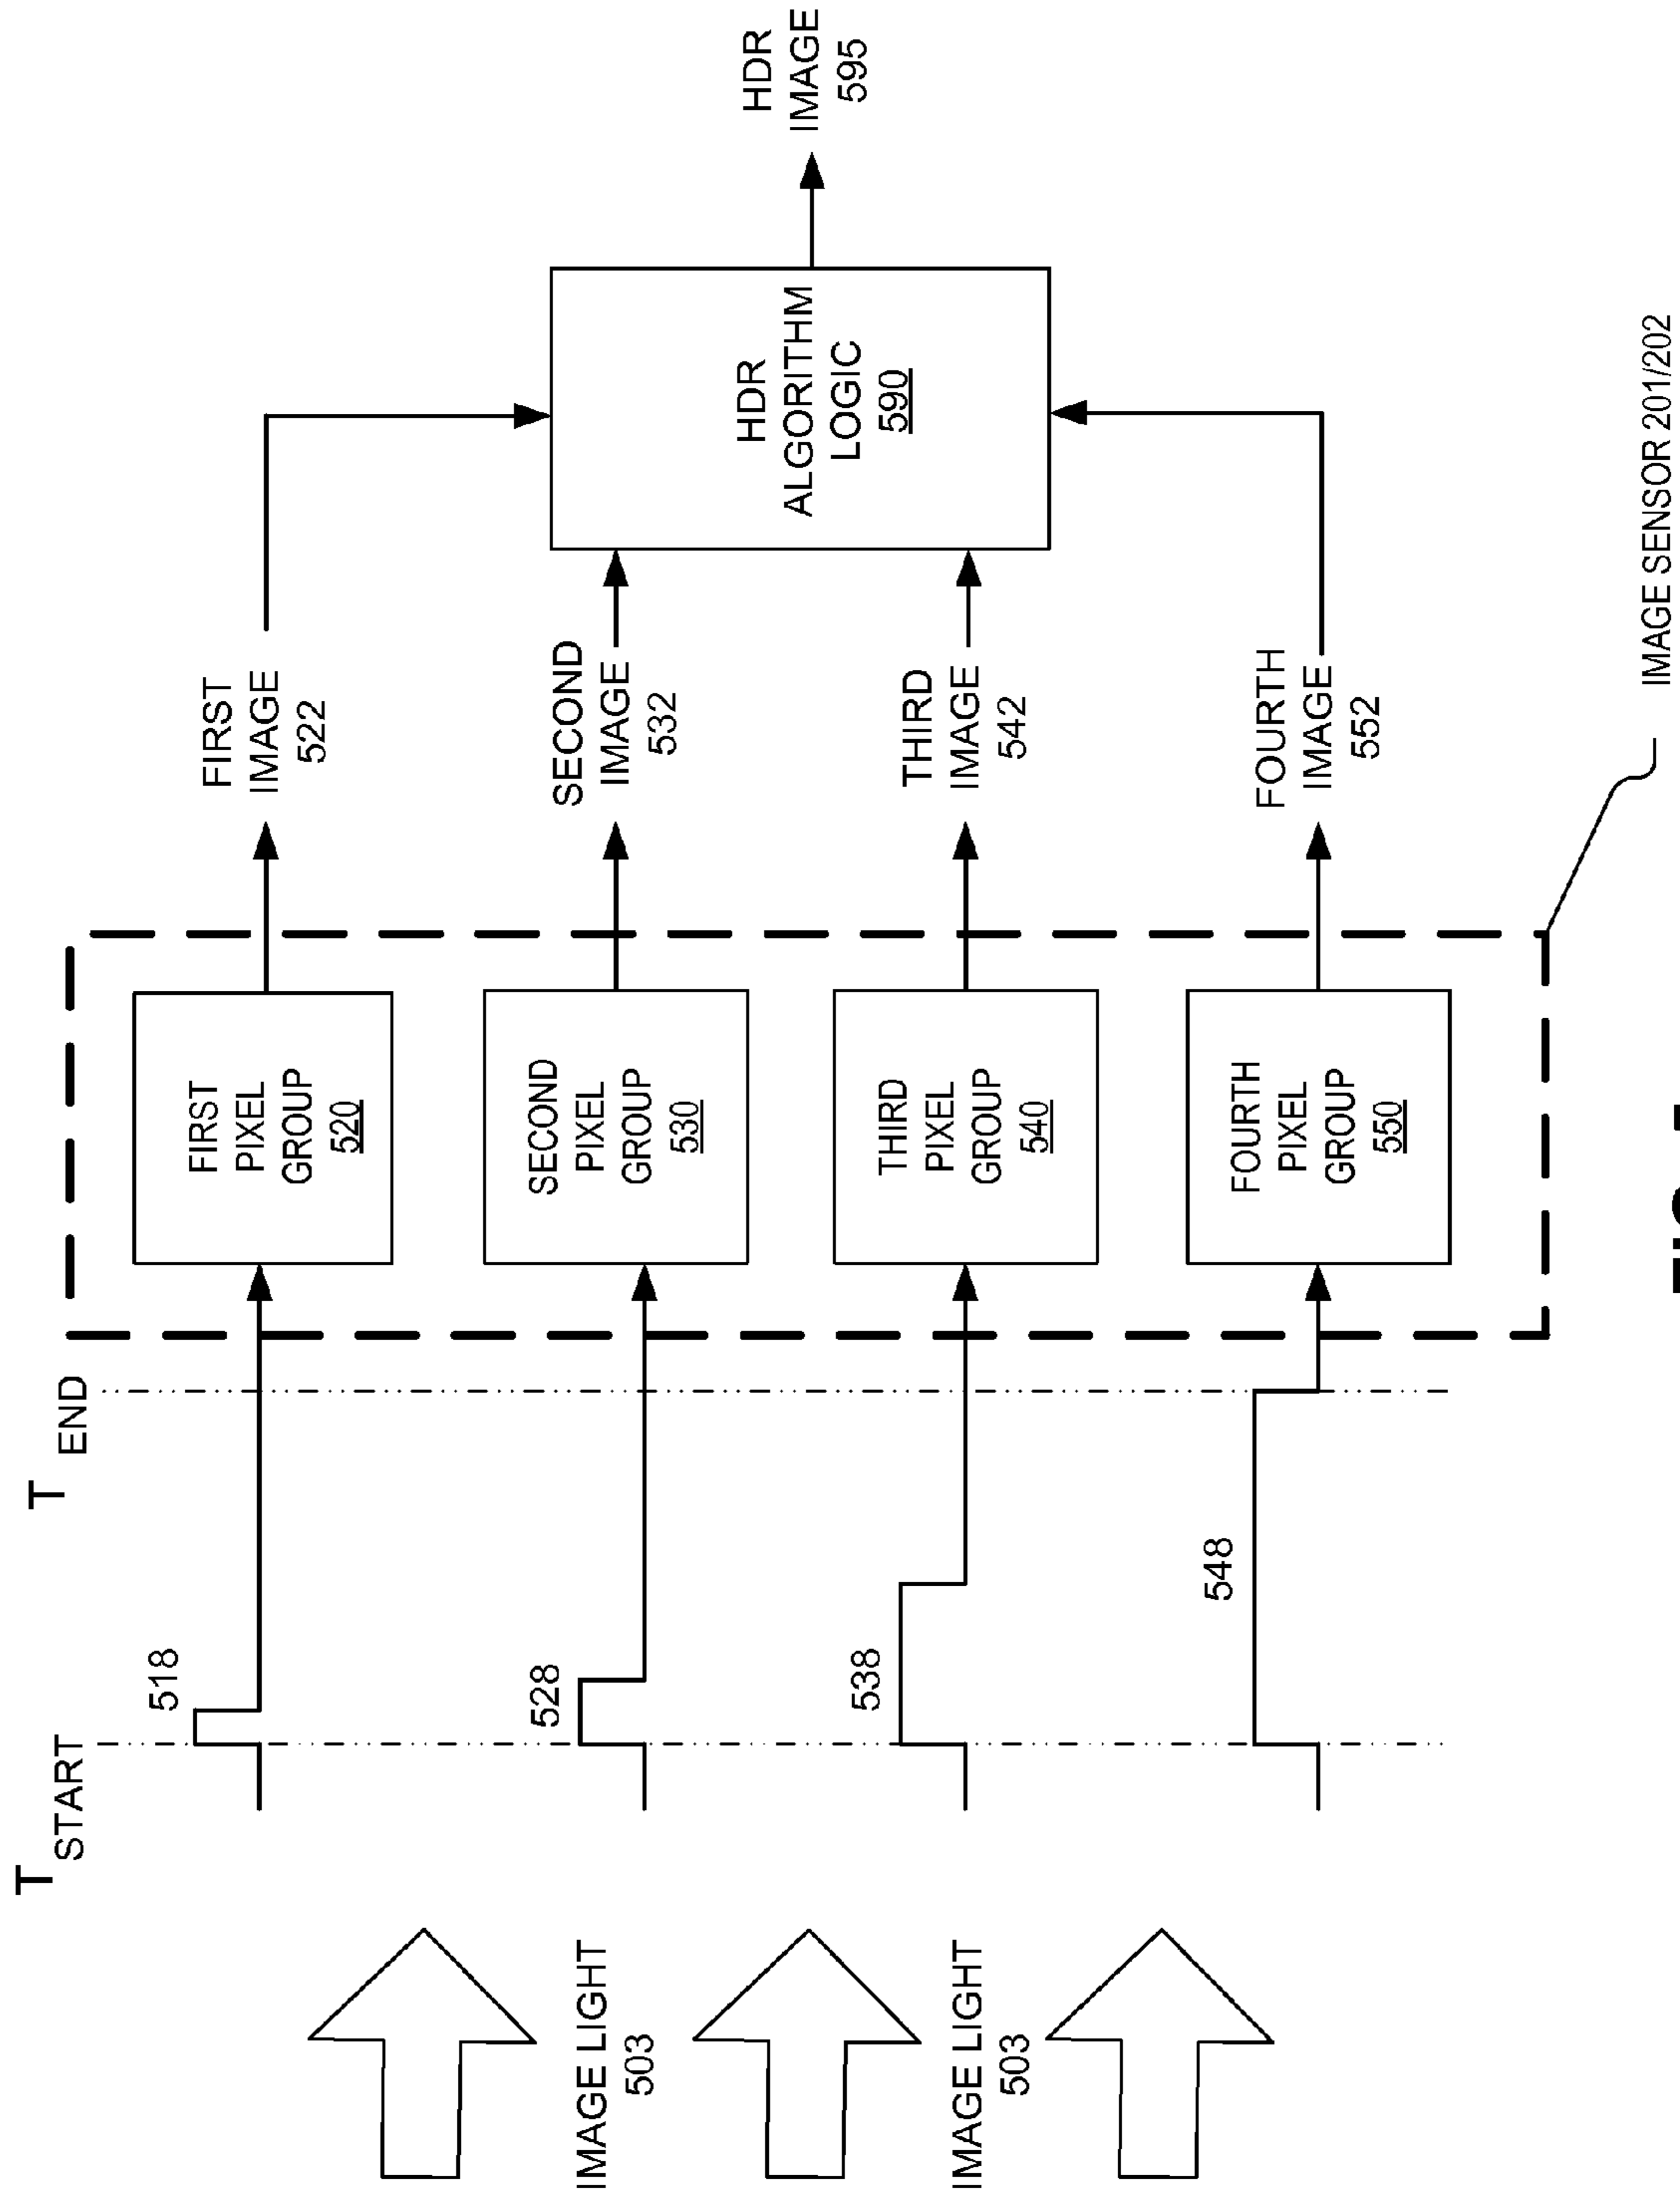 T START
T END
IMAGE LIGHT
503
IMAGE LIGHT
503
518
528
538
548
FIRST
PIXEL
GROUP
520
SECOND
PIXEL
GROUP
530
THIRD
PIXEL
GROUP
540
FOURTH
PIXEL
GROUP
550
FIRST
IMAGE
522
SECOND
IMAGE
532
THIRD
IMAGE
542
FOURTH
IMAGE
552
HDR
ALGORITHM
LOGIC
590
HDR
IMAGE
595
IMAGE SENSOR 201/202